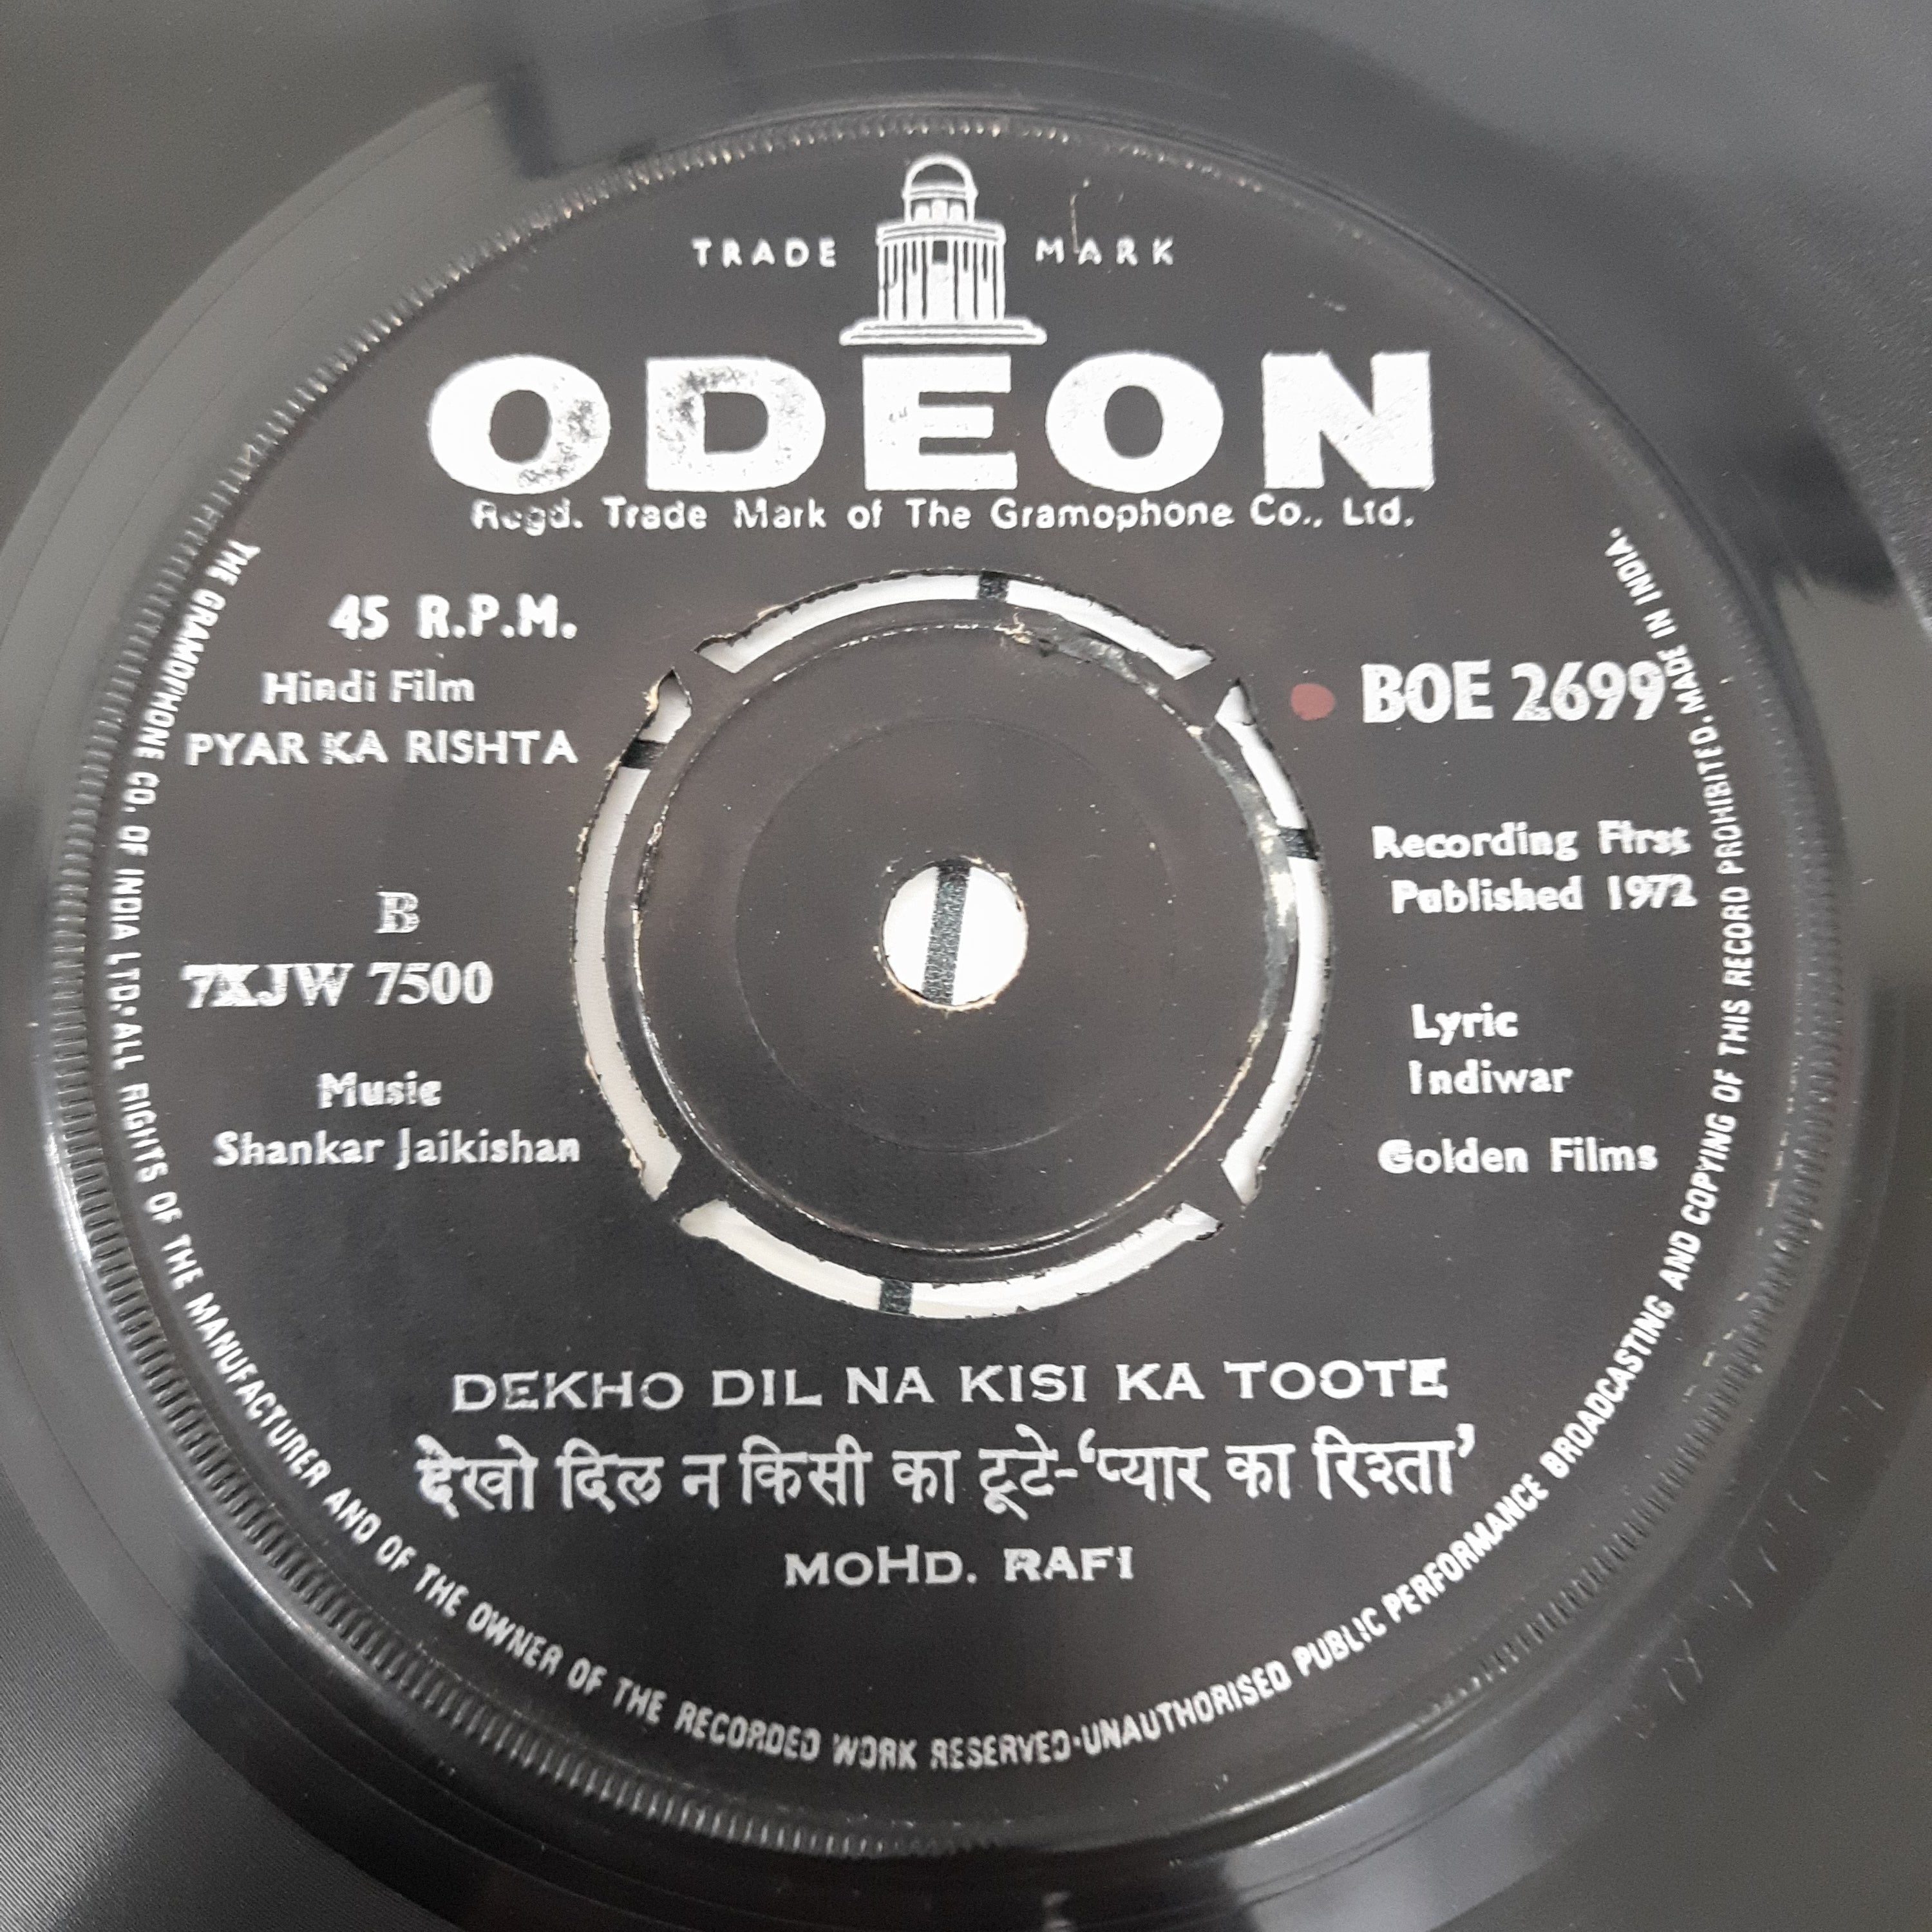 TRADE MARK
ODEON
Regd. Trade Mark of The Gramophone Co., Ltd.
45 R.P.M.
Hindi Film
PYAR KA RISHTA
BOE 2699
Recording First
Published 1972
B
7XJW 7500
Music
Shankar Jaikishan
Lyric
Indiwar
Golden Films
DEKHO DIL NA KISI KA TOOTE
देखो दिल न किसी का टूटे-‘प्यार का रिश्ता’
MOHD. RAFI
THE GRAMOPHONE CO. OF INDIA LTD. ALL RIGHTS OF THE MANUFACTURER AND OF THE OWNER OF THE RECORDED WORK RESERVED·UNAUTHORISED PUBLIC PERFORMANCE BROADCASTING AND COPYING OF THIS RECORD PROHIBITED. MADE IN INDIA.